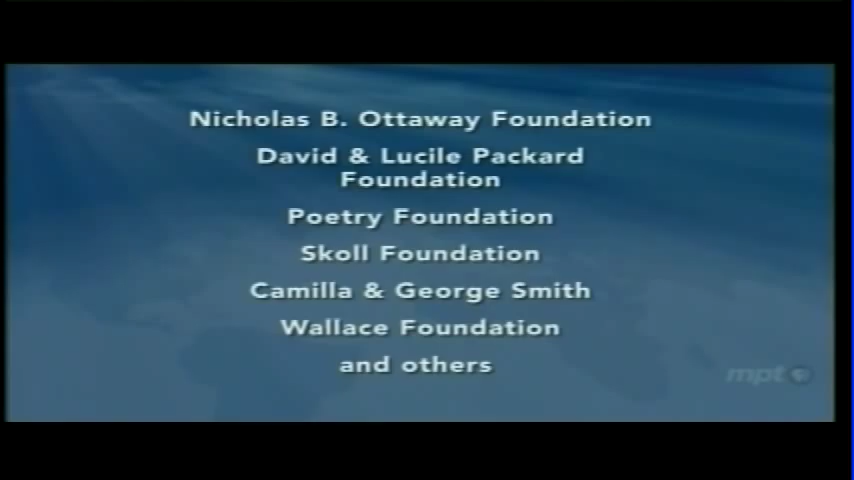 Nicholas B. Ottaway Foundation
David & Lucile Packard
Foundation
Poetry Foundation
Skoll Foundation
Camilla & George Smith
Wallace Foundation
and others
mpt